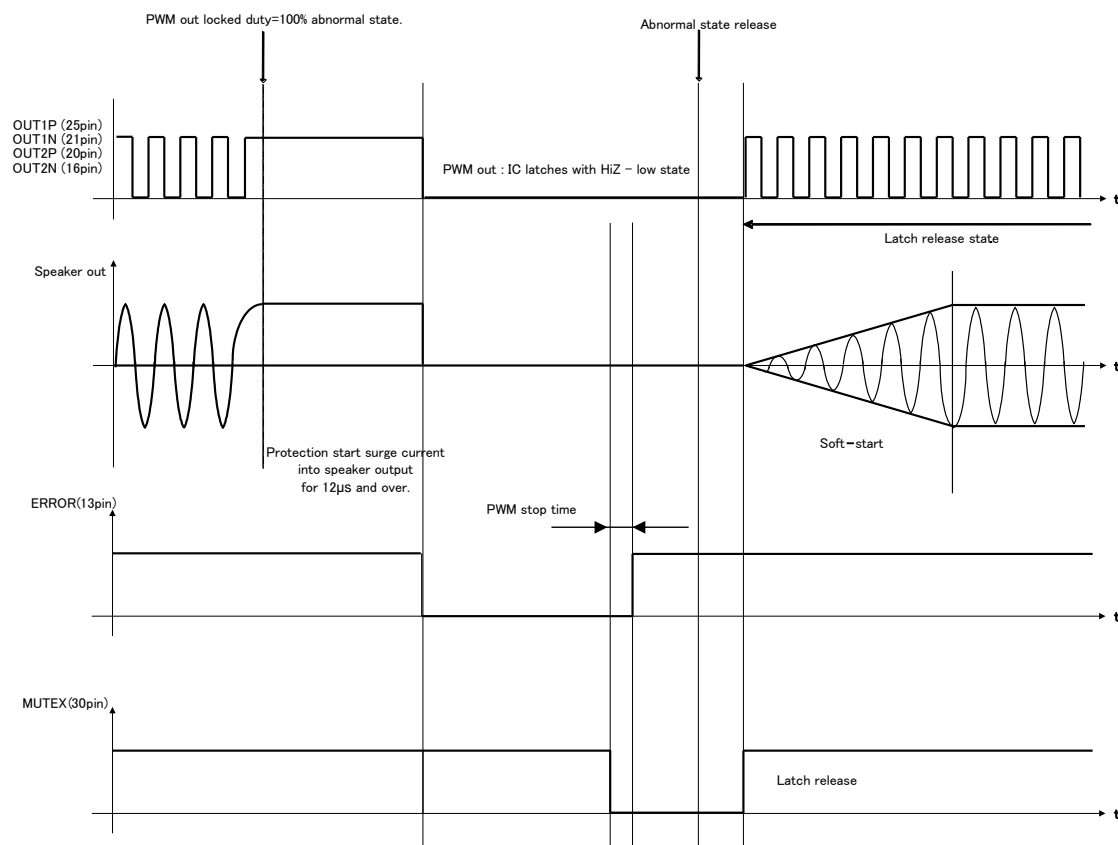 PWM out locked duty=100% abnormal state.
Abnormal state release
OUT1P (25pin)
OUT1N (21pin)
OUT2P (20pin)
OUT2N (16pin)
PWM out : IC latches with HiZ - low state
t
Latch release state
Speaker out
t
Soft-start
Protection start surge current
into speaker output
for 12μs and over.
ERROR(13pin)
PWM stop time
t
MUTEX(30pin)
Latch release
t